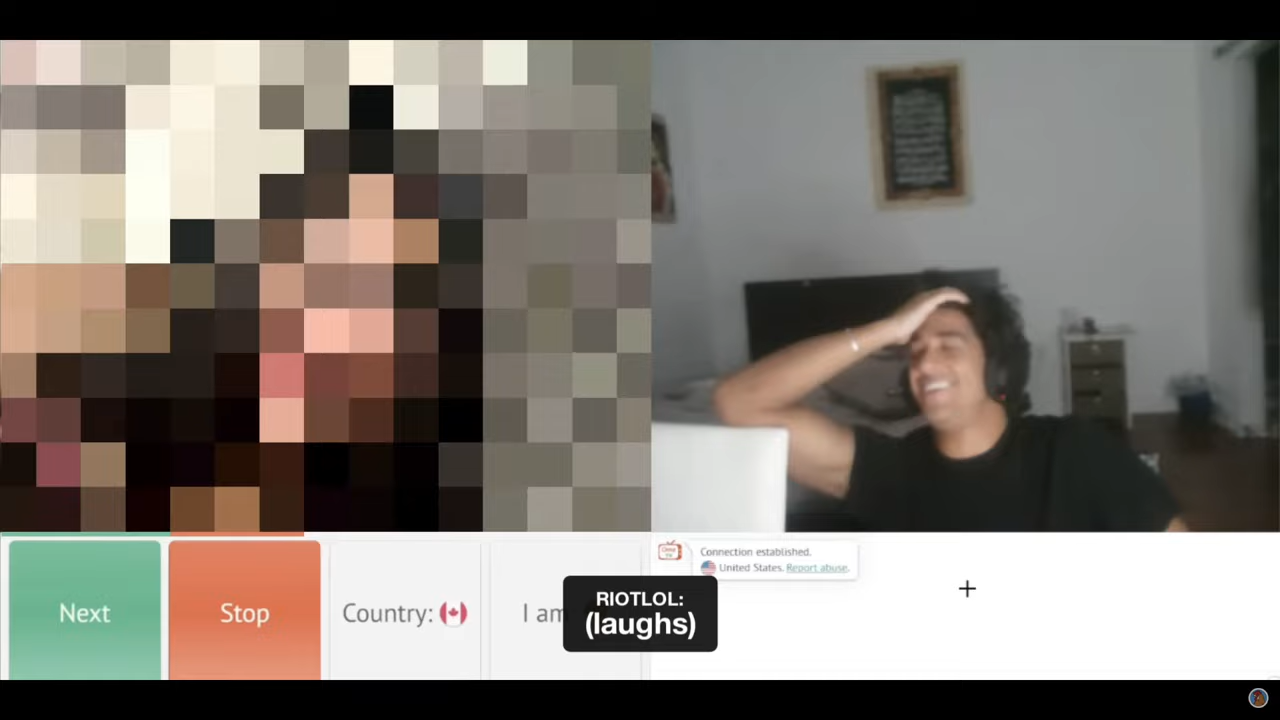 Next
Stop
Country:
I am
Connection established.
United States. Report abuse.
RIOTLOL:
(laughs)